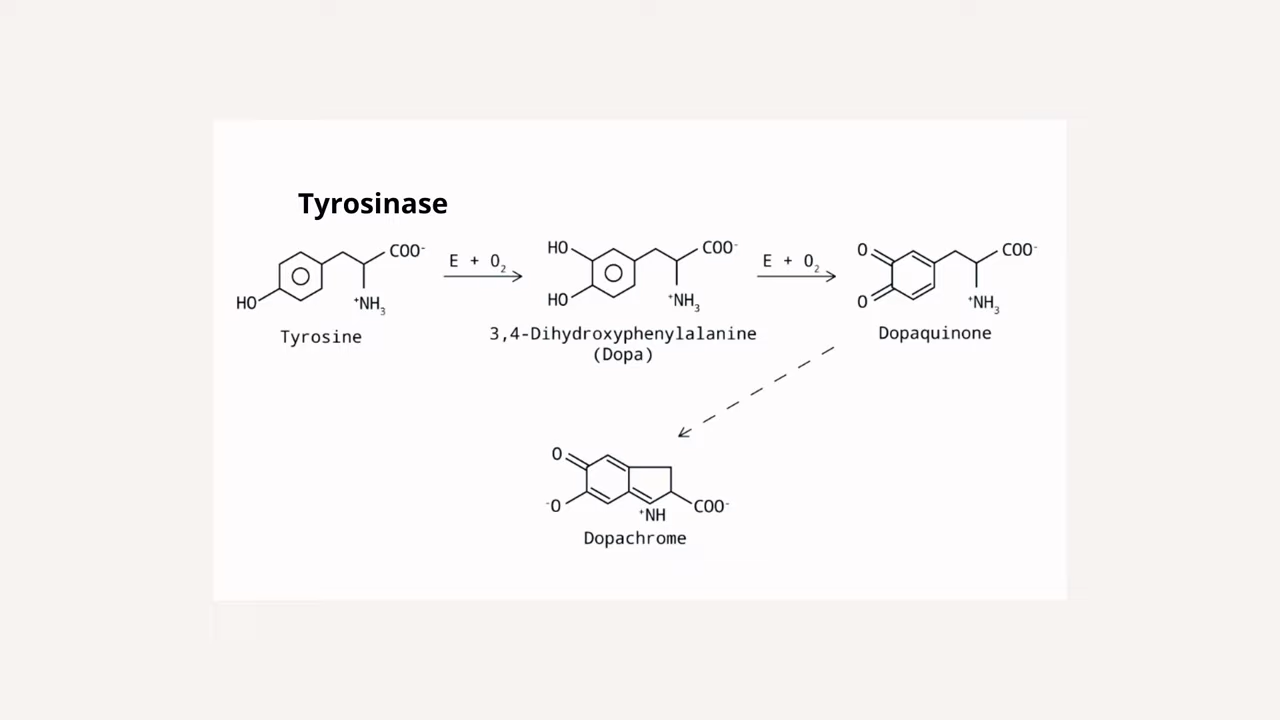 Tyrosinase
HO
COO-
+NH3
Tyrosine
E + O2
HO
HO
COO-
+NH3
3,4-Dihydroxyphenylalanine
(Dopa)
E + O2
O
O
COO-
+NH3
Dopaquinone
O
-O
+NH
COO-
Dopachrome